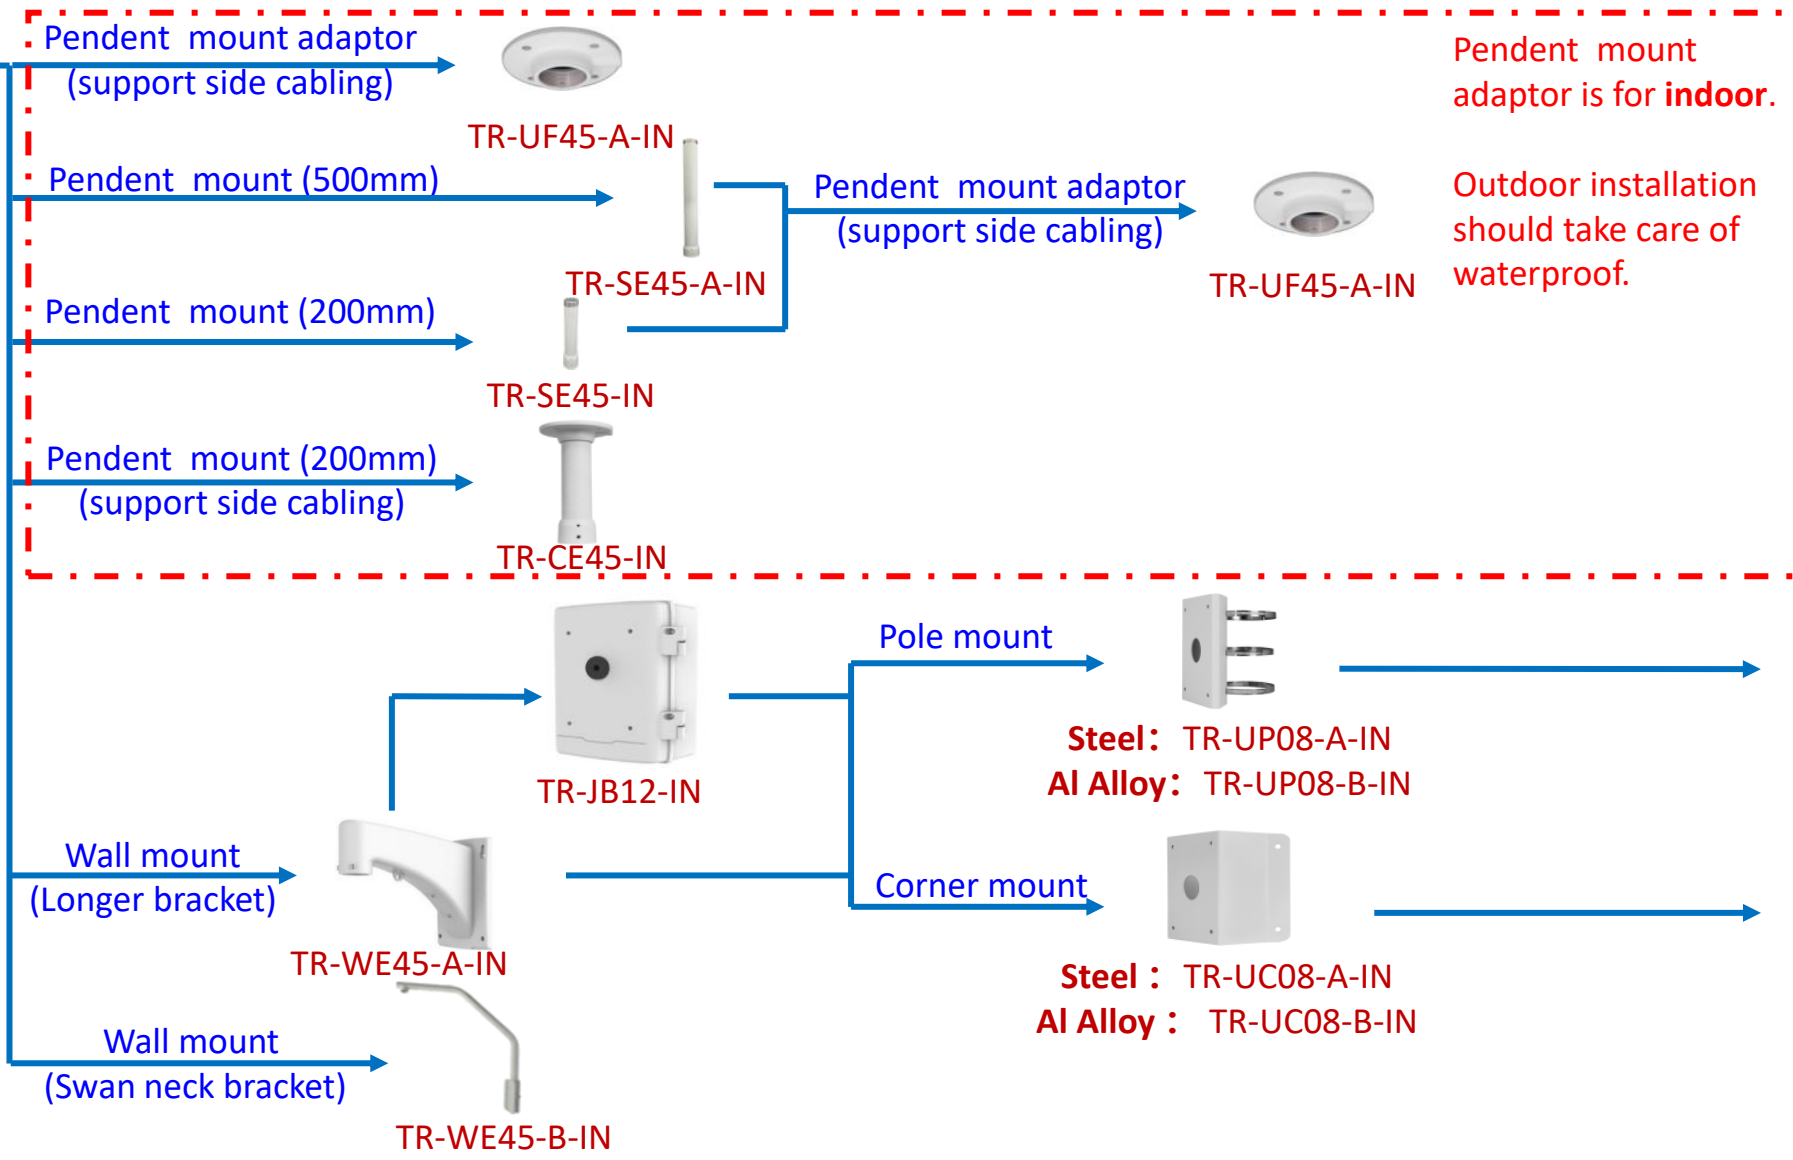 Pendent  mount adaptor
(support side cabling)
TR-UF45-A-IN
Pendent  mount
adaptor is for indoor.
Outdoor installation
should take care of
waterproof.
Pendent  mount (500mm)
TR-SE45-A-IN
Pendent  mount adaptor
(support side cabling)
TR-UF45-A-IN
Pendent  mount (200mm)
TR-SE45-IN
Pendent  mount (200mm)
(support side cabling)
TR-CE45-IN
TR-JB12-IN
Pole mount
Steel： TR-UP08-A-IN
Al Alloy： TR-UP08-B-IN
Wall mount
(Longer bracket)
TR-WE45-A-IN
Corner mount
Steel ： TR-UC08-A-IN
Al Alloy ： TR-UC08-B-IN
Wall mount
(Swan neck bracket)
TR-WE45-B-IN